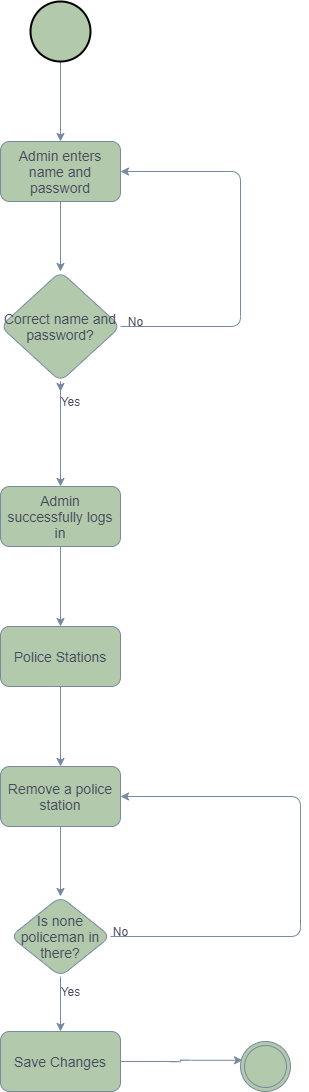 Admin enters
name and
password
Correct name and
password?
No
Yes
Admin
successfully logs
in
Police Stations
Remove a police
station
Is none
policeman in
there?
No
Yes
Save Changes